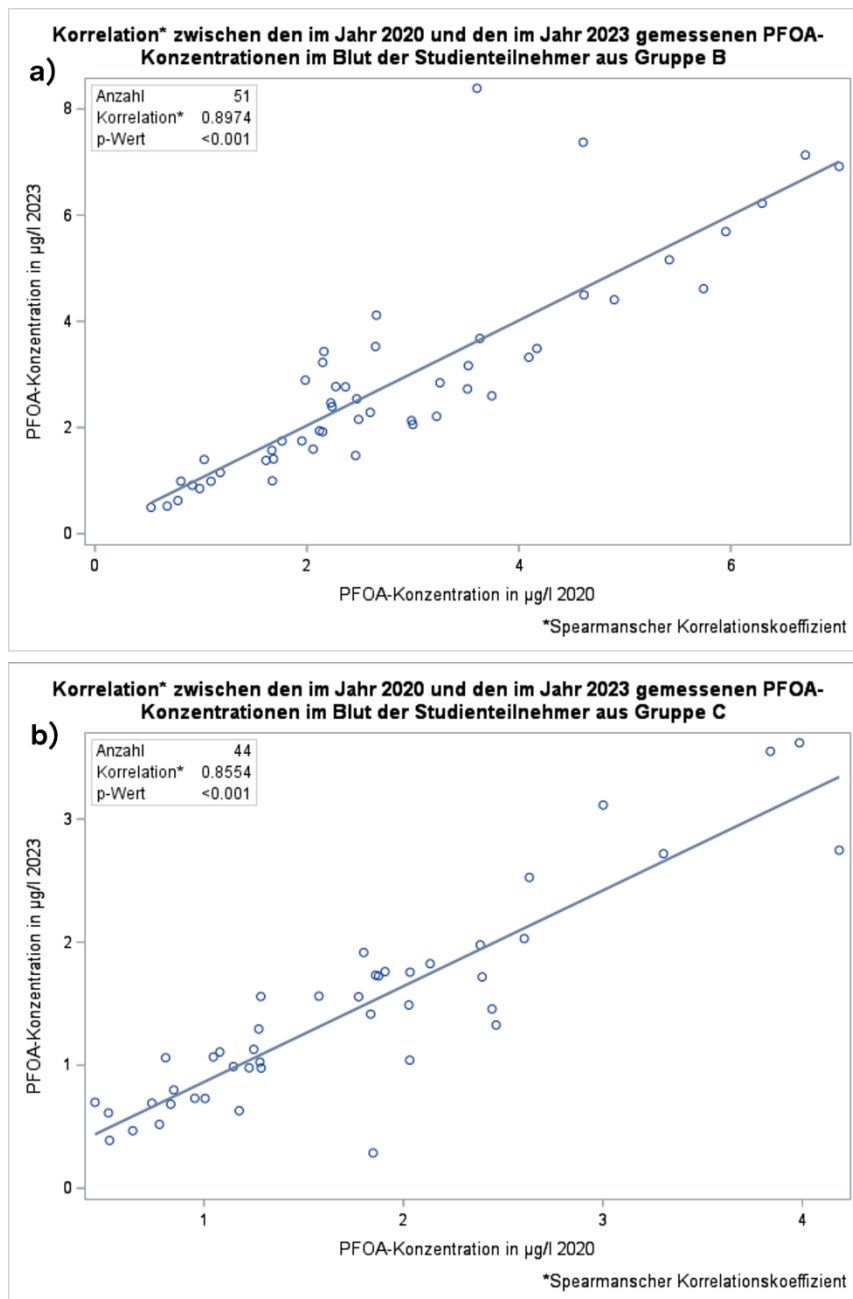 Korrelation* zwischen den im Jahr 2020 und den im Jahr 2023 gemessenen PFOA-
Konzentrationen im Blut der Studienteilnehmer aus Gruppe B
a)
Anzahl 51
Korrelation* 0.8974
p-Wert <0.001
8
6
4
2
0
PFOA-Konzentration in µg/l 2023
0 2 4 6
PFOA-Konzentration in µg/l 2020
*Spearmanscher Korrelationskoeffizient
Korrelation* zwischen den im Jahr 2020 und den im Jahr 2023 gemessenen PFOA-
Konzentrationen im Blut der Studienteilnehmer aus Gruppe C
b)
Anzahl 44
Korrelation* 0.8554
p-Wert <0.001
3
2
1
0
PFOA-Konzentration in µg/l 2023
1 2 3 4
PFOA-Konzentration in µg/l 2020
*Spearmanscher Korrelationskoeffizient